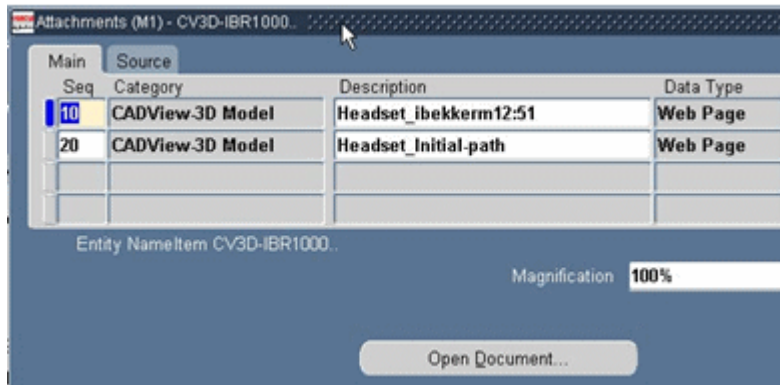 Attachments (M1) - CV3D-IBR1000..
Main Source
Seq Category Description Data Type
10 CADView-3D Model Headset_ibekkerm12:51 Web Page
20 CADView-3D Model Headset_Initial-path Web Page
Entity NameItem CV3D-IBR1000..
Magnification 100%
Open Document...